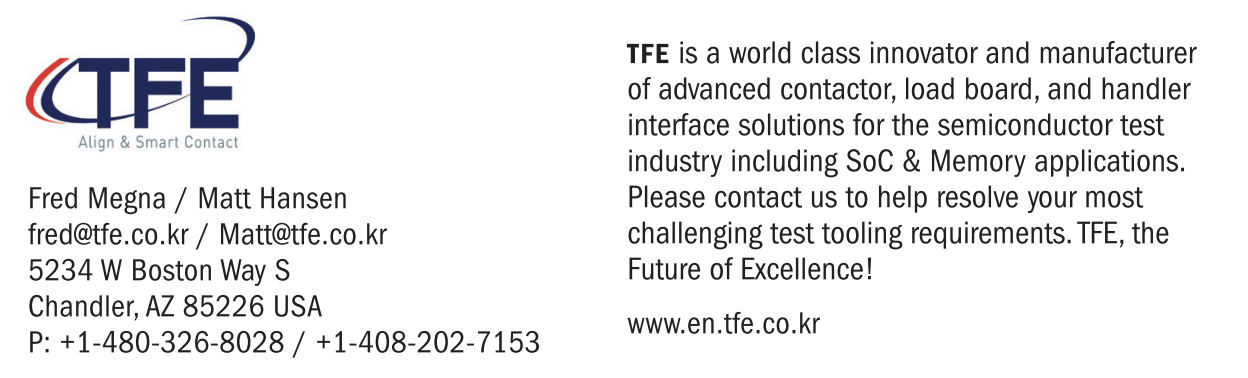 TFE
Align & Smart Contact
Fred Megna / Matt Hansen
fred@tfe.co.kr / Matt@tfe.co.kr
5234 W Boston Way S
Chandler, AZ 85226 USA
P: +1-480-326-8028 / +1-408-202-7153
TFE is a world class innovator and manufacturer
of advanced contactor, load board, and handler
interface solutions for the semiconductor test
industry including SoC & Memory applications.
Please contact us to help resolve your most
challenging test tooling requirements. TFE, the
Future of Excellence!
www.en.tfe.co.kr